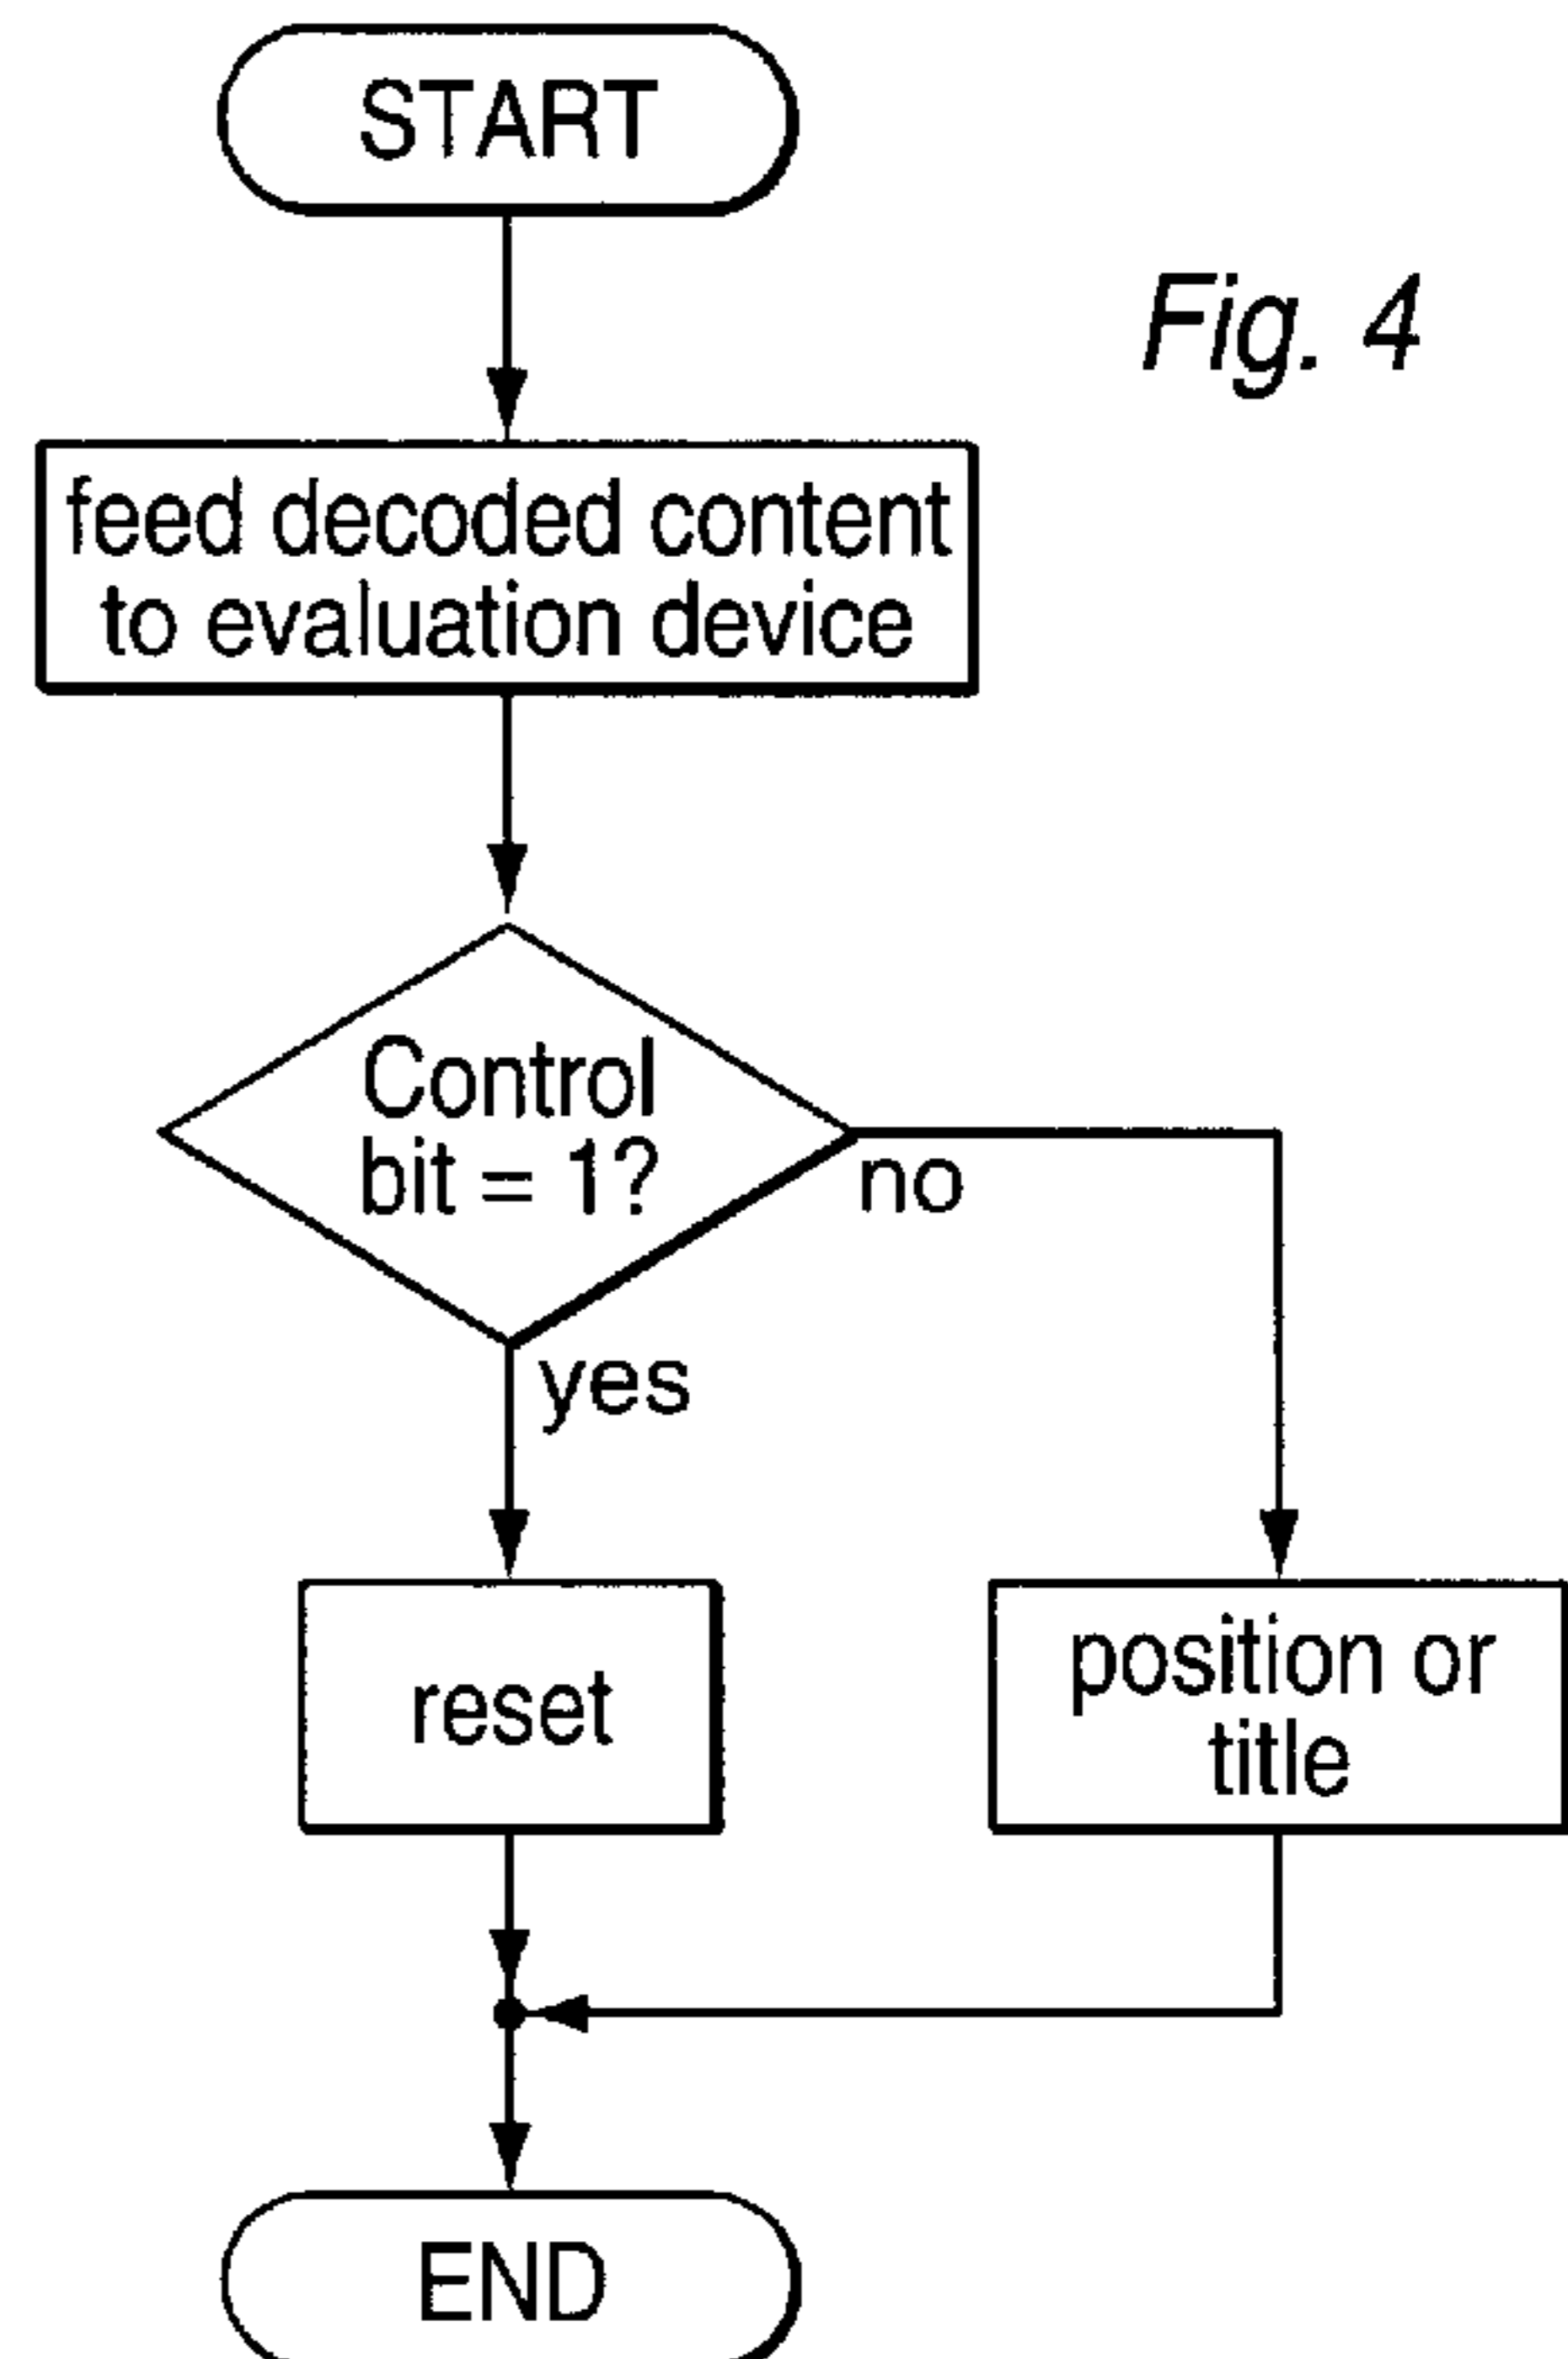 START
Fig. 4
feed decoded content
to evaluation device
Control
bit = 1?
no
yes
reset
position or
title
END